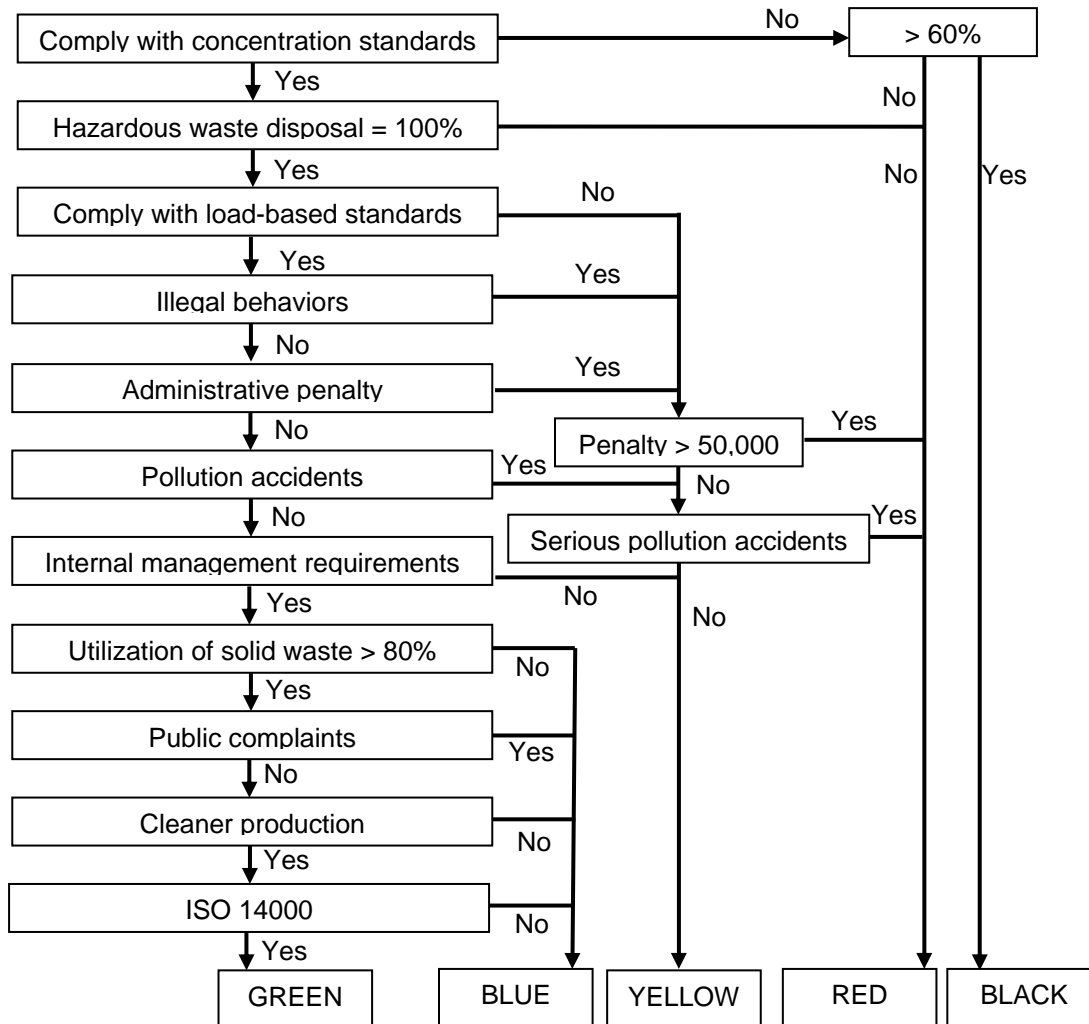 No
Comply with concentration standards
> 60%
Yes
No
Hazardous waste disposal = 100%
Yes
No
No
Yes
Comply with load-based standards
Yes
Yes
Illegal behaviors
No
Yes
Administrative penalty
No
Yes
Penalty > 50,000
Pollution accidents
Yes
No
No
Yes
Serious pollution accidents
Internal management requirements
No
Yes
No
Utilization of solid waste > 80%
No
Yes
Public complaints
Yes
No
Cleaner production
No
Yes
ISO 14000
No
Yes
GREEN
BLUE
YELLOW
RED
BLACK